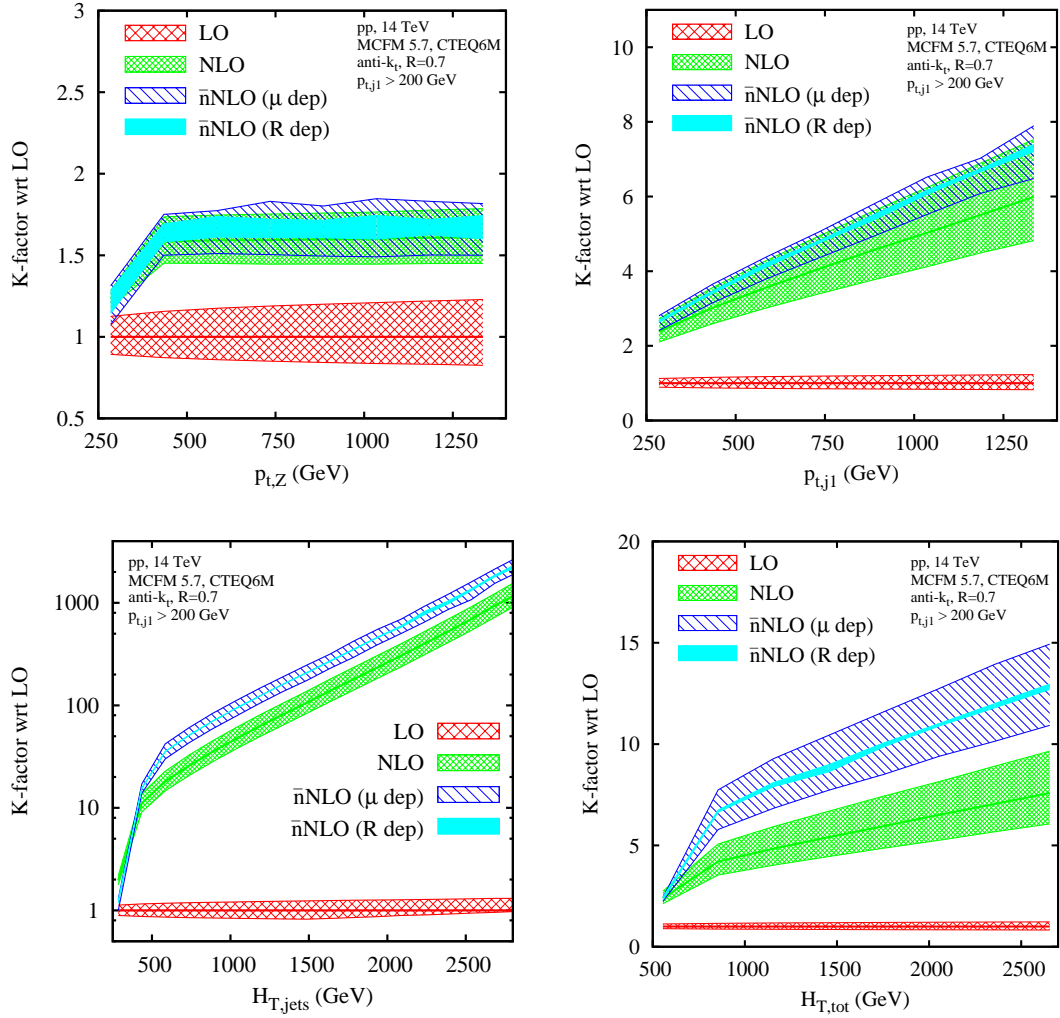 LO
NLO
n̄NLO (μ dep)
n̄NLO (R dep)
pp, 14 TeV
MCFM 5.7, CTEQ6M
anti-kt, R=0.7
pt,j1 > 200 GeV
K-factor wrt LO
3
2.5
2
1.5
1
0.5
250 500 750 1000 1250
pt,Z (GeV)
LO
NLO
n̄NLO (μ dep)
n̄NLO (R dep)
pp, 14 TeV
MCFM 5.7, CTEQ6M
anti-kt, R=0.7
pt,j1 > 200 GeV
K-factor wrt LO
10
8
6
4
2
0
250 500 750 1000 1250
pt,j1 (GeV)
pp, 14 TeV
MCFM 5.7, CTEQ6M
anti-kt, R=0.7
pt,j1 > 200 GeV
LO
NLO
n̄NLO (μ dep)
n̄NLO (R dep)
K-factor wrt LO
1000
100
10
1
500 1000 1500 2000 2500
HT,jets (GeV)
LO
NLO
n̄NLO (μ dep)
n̄NLO (R dep)
pp, 14 TeV
MCFM 5.7, CTEQ6M
anti-kt, R=0.7
pt,j1 > 200 GeV
K-factor wrt LO
20
15
10
5
0
500 1000 1500 2000 2500
HT,tot (GeV)